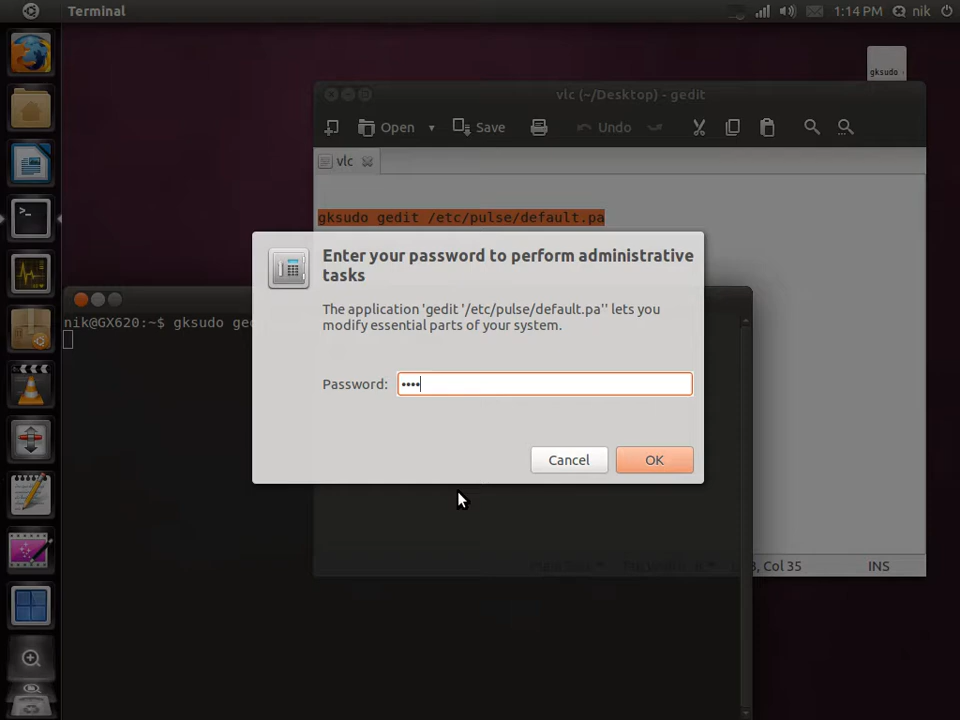 Terminal
1:14 PM
nik
gksudo
vlc (~/Desktop) - gedit
Open
Save
Undo
vlc
gksudo gedit /etc/pulse/default.pa
Enter your password to perform administrative
tasks
The application 'gedit '/etc/pulse/default.pa'' lets you
modify essential parts of your system.
nik@GX620:~$ gksudo ged
Password: ••••
Cancel
OK
3, Col 35
INS